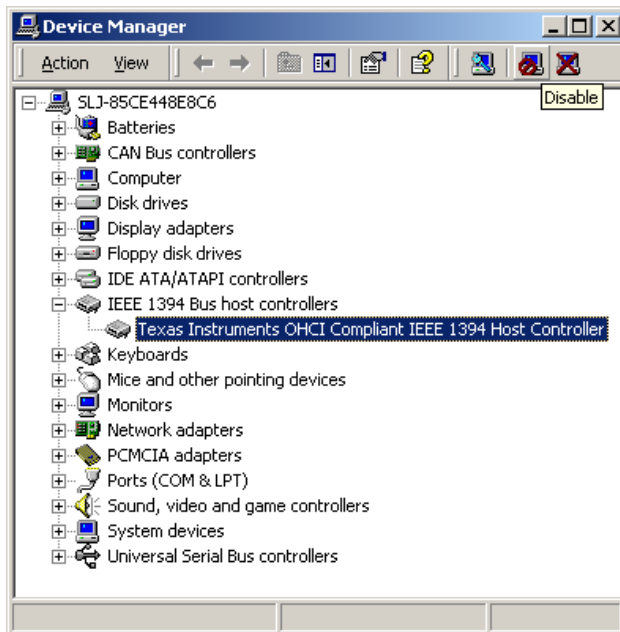 Device Manager
Action View
Disable
SLJ-85CE448E8C6
Batteries
CAN Bus controllers
Computer
Disk drives
Display adapters
Floppy disk drives
IDE ATA/ATAPI controllers
IEEE 1394 Bus host controllers
Texas Instruments OHCI Compliant IEEE 1394 Host Controller
Keyboards
Mice and other pointing devices
Monitors
Network adapters
PCMCIA adapters
Ports (COM & LPT)
Sound, video and game controllers
System devices
Universal Serial Bus controllers